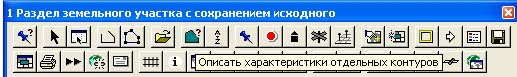 1 Раздел земельного участка с сохранением исходного
Описать характеристики отдельных контуров